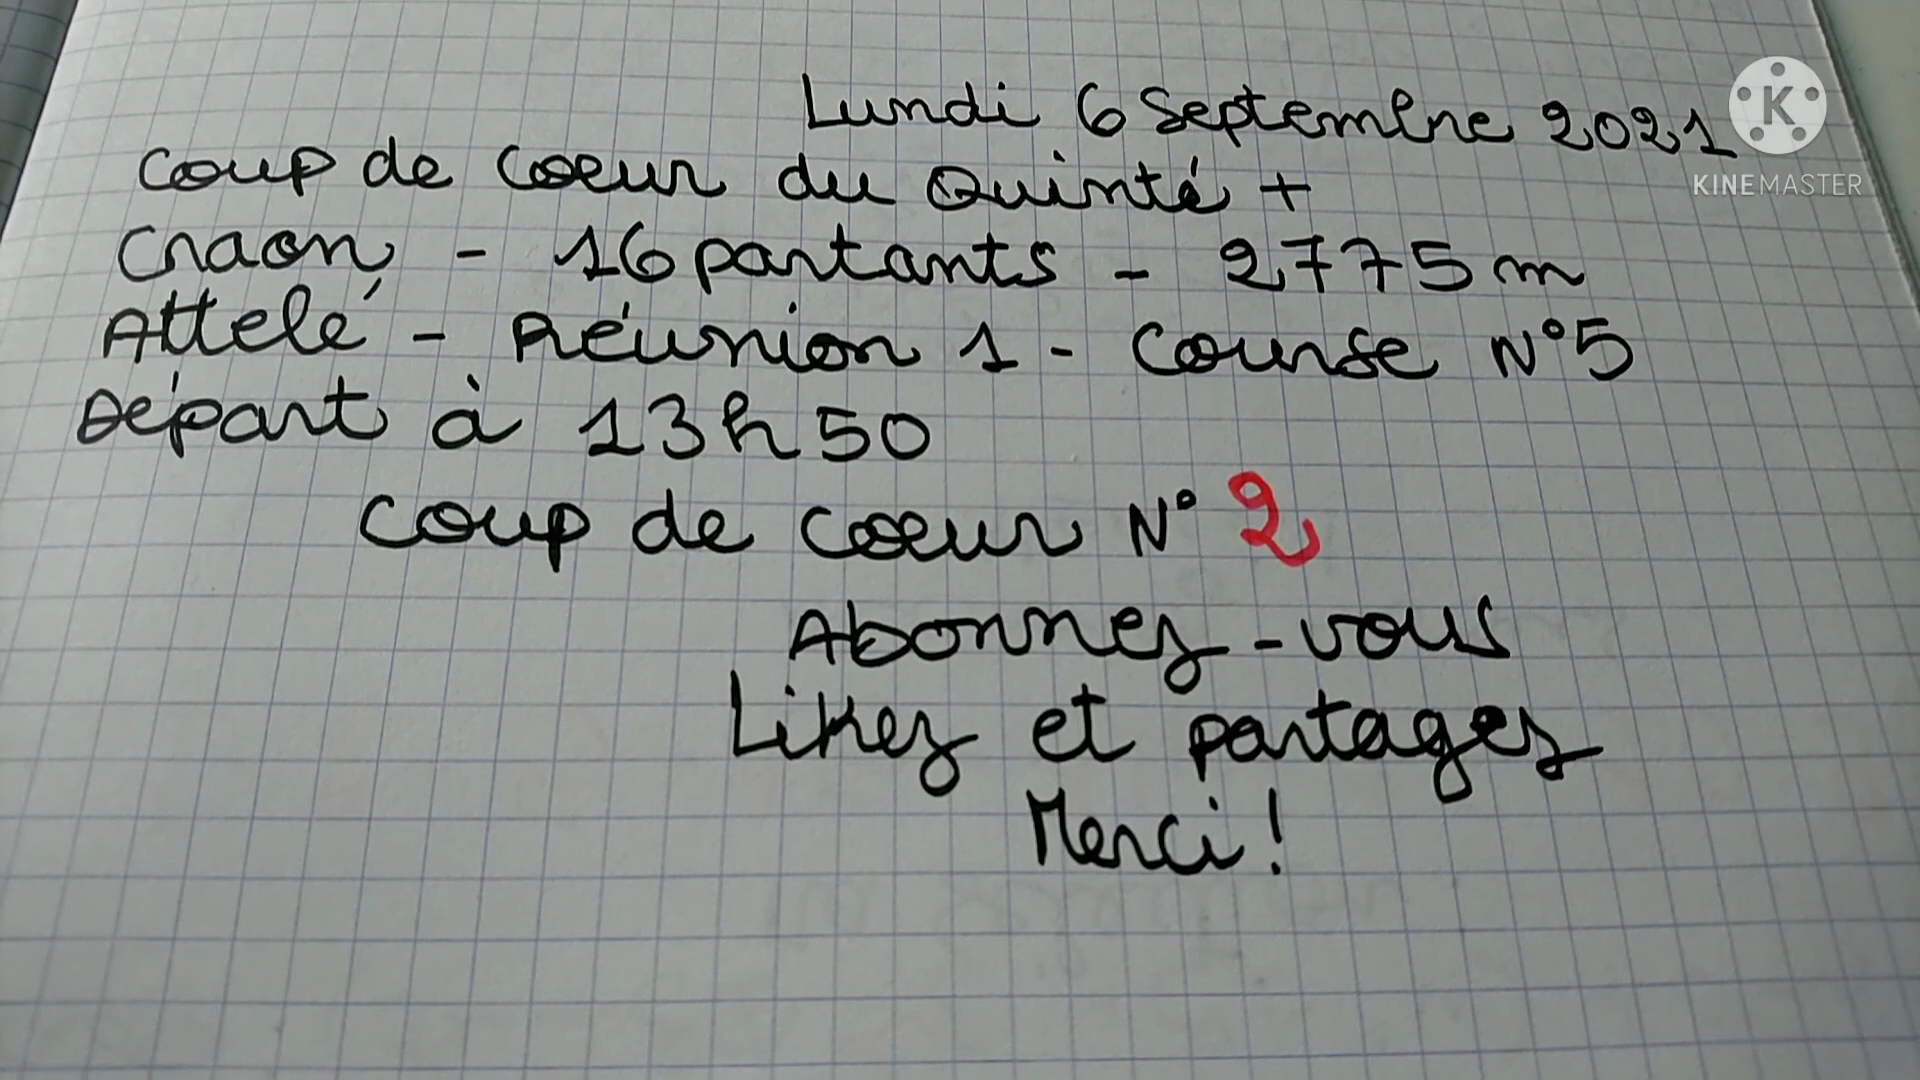 Lundi 6 Septembre 2021
Coup de coeur du Quinté +
Craon - 16 partants - 2775 m
Attelé - Réunion 1 - Course N°5
Départ à 13h50
Coup de coeur N° 2
Abonnez-vous
Likez et partagez
Merci !
K
KINEMASTER